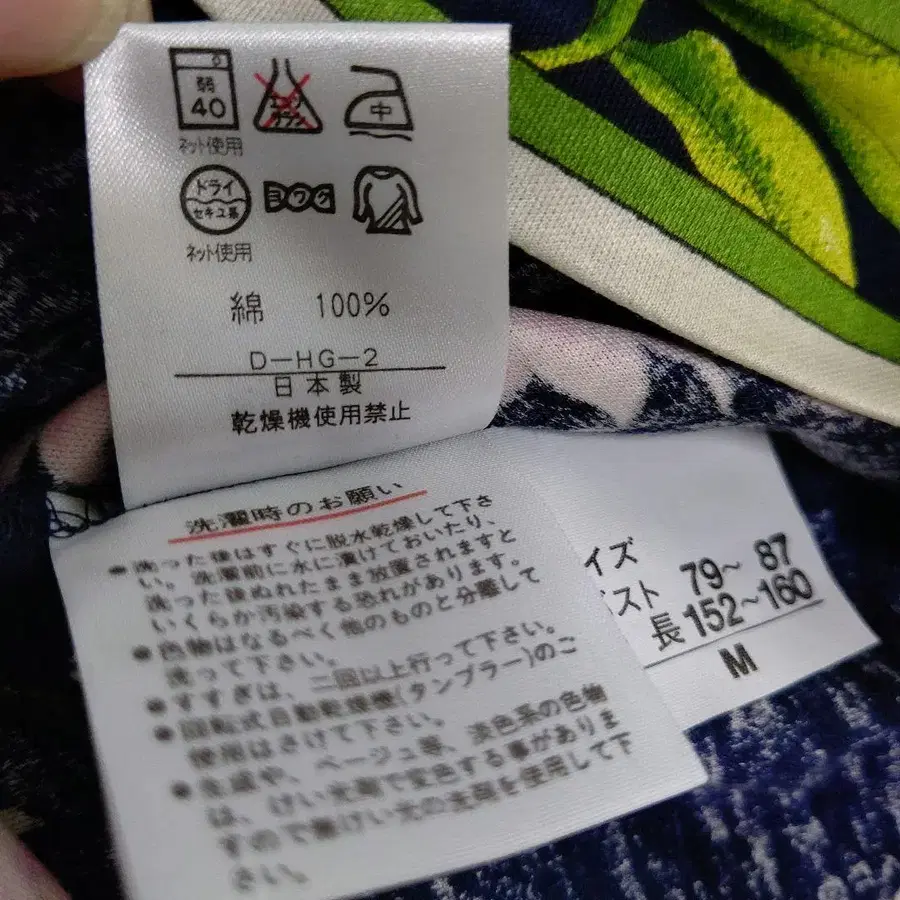 弱
40
中
ネット使用
ドライ
セキユ系
ヨワク
ネット使用
綿 100%
D-HG-2
日本製
乾燥機使用禁止
洗濯時のお願い
●洗った後はすぐに脱水乾燥して下さ
い。洗濯前に水に漬けておいたり、
洗った後ぬれたまま放置されますと
いくらか汚染する恐れがあります。
●色物はなるべく他のものと分離して
洗って下さい。
●すすぎは、二回以上行って下さい。
●回転式自動乾燥機(タンブラー)のご
使用はさけて下さい。
●生成や、ベージュ等、淡色系の色物
は、けい光剤で変色する事がありま
すので無けい光の洗剤を使用して下
イズ
スト 79~87
長 152~160
M